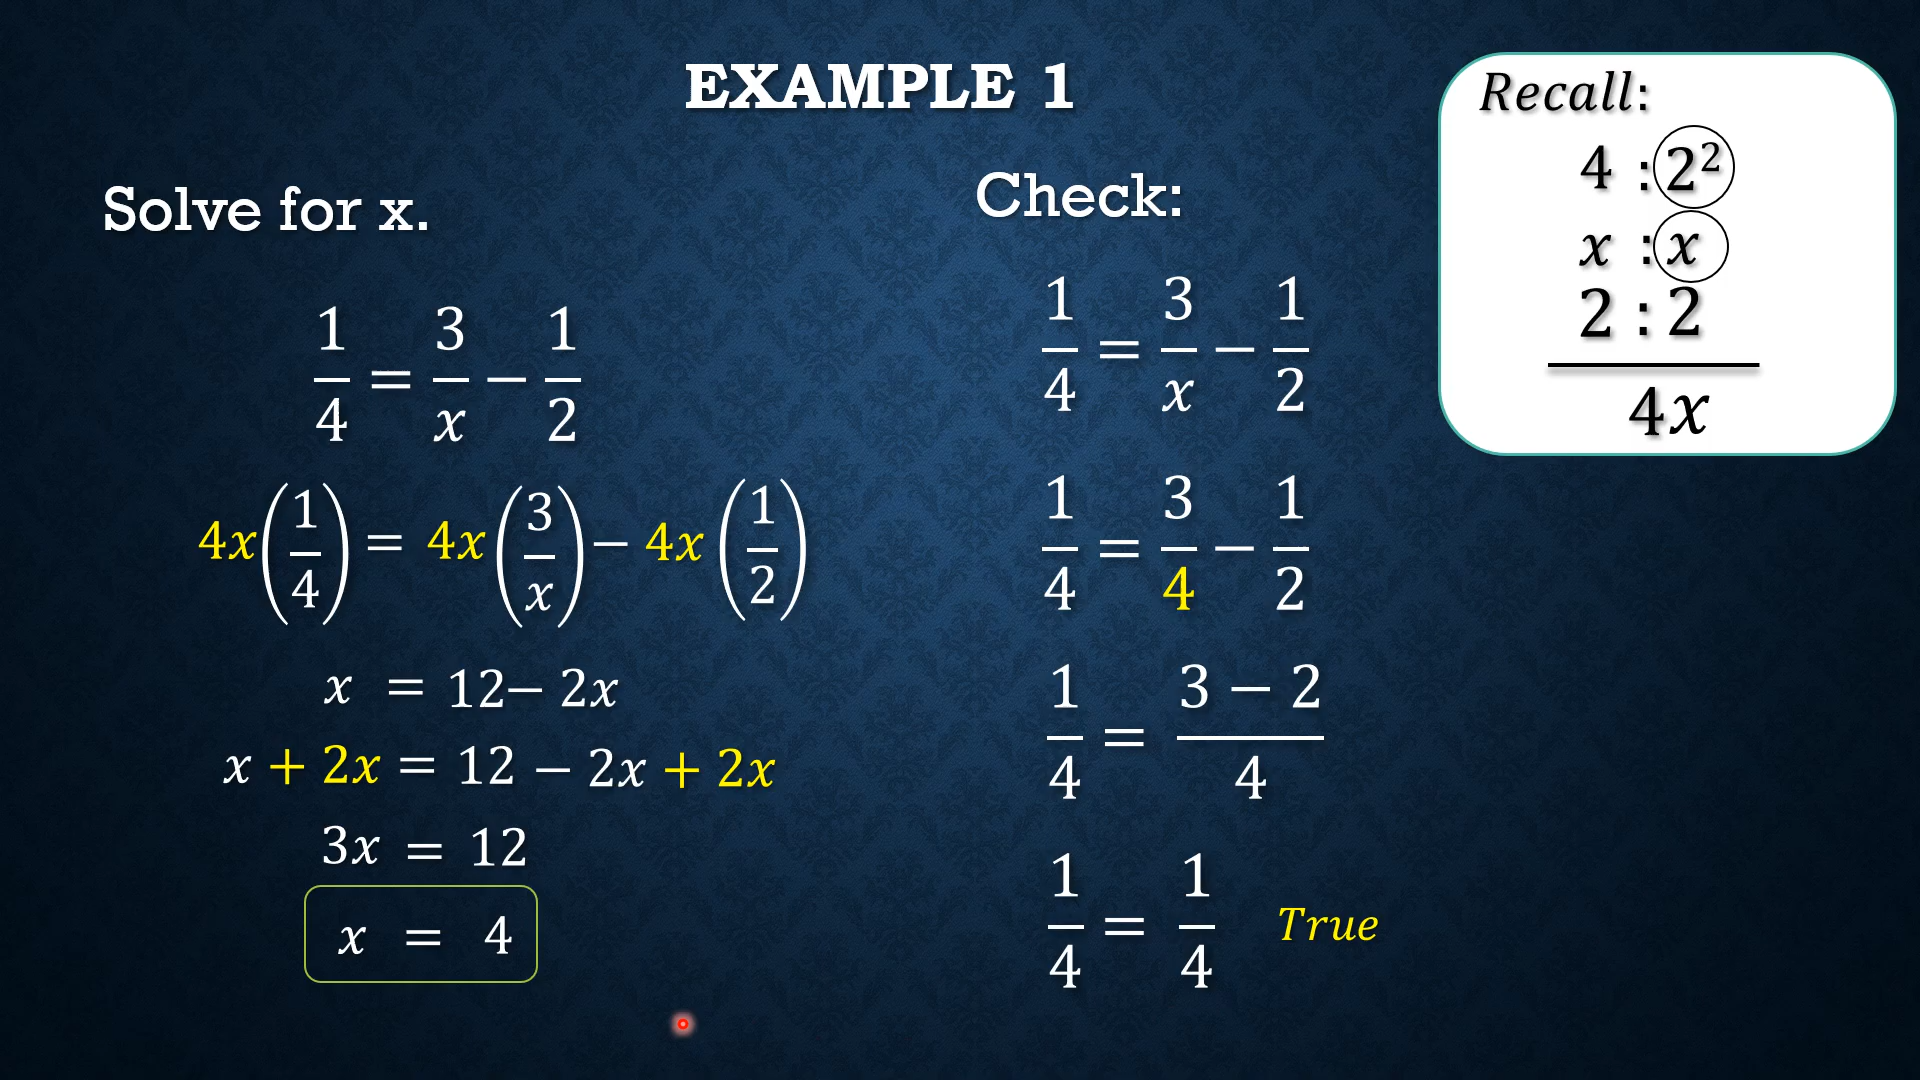 EXAMPLE 1
Solve for x.
1/4 = 3/x − 1/2
4x(1/4) = 4x(3/x) − 4x(1/2)
x = 12− 2x
x + 2x = 12 − 2x + 2x
3x = 12
x = 4
Check:
1/4 = 3/x − 1/2
1/4 = 3/4 − 1/2
1/4 = (3 − 2)/4
1/4 = 1/4 True
Recall:
4 : 2²
x : x
2 : 2
4x